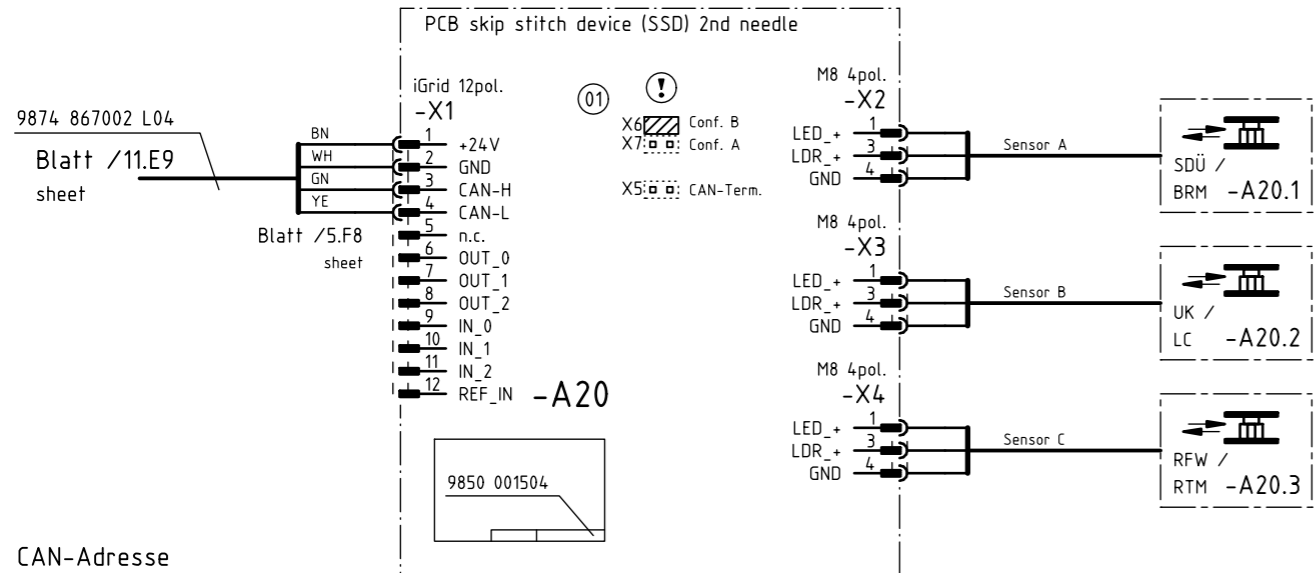 PCB skip stitch device (SSD) 2nd needle
iGrid 12pol.
-X1
9874 867002 L04
Blatt /11.E9
sheet
BN
WH
GN
YE
Blatt /5.F8
sheet
1 +24V
2 GND
3 CAN-H
4 CAN-L
5 n.c.
6 OUT_0
7 OUT_1
8 OUT_2
9 IN_0
10 IN_1
11 IN_2
12 REF_IN
-A20
01
!
X6 Conf. B
X7 Conf. A
X5 CAN-Term.
M8 4pol.
-X2
LED_+ 1
LDR_+ 3
GND 4
Sensor A
SDÜ /
BRM -A20.1
M8 4pol.
-X3
LED_+ 1
LDR_+ 3
GND 4
Sensor B
UK /
LC -A20.2
M8 4pol.
-X4
LED_+ 1
LDR_+ 3
GND 4
Sensor C
RFW /
RTM -A20.3
9850 001504
CAN-Adresse